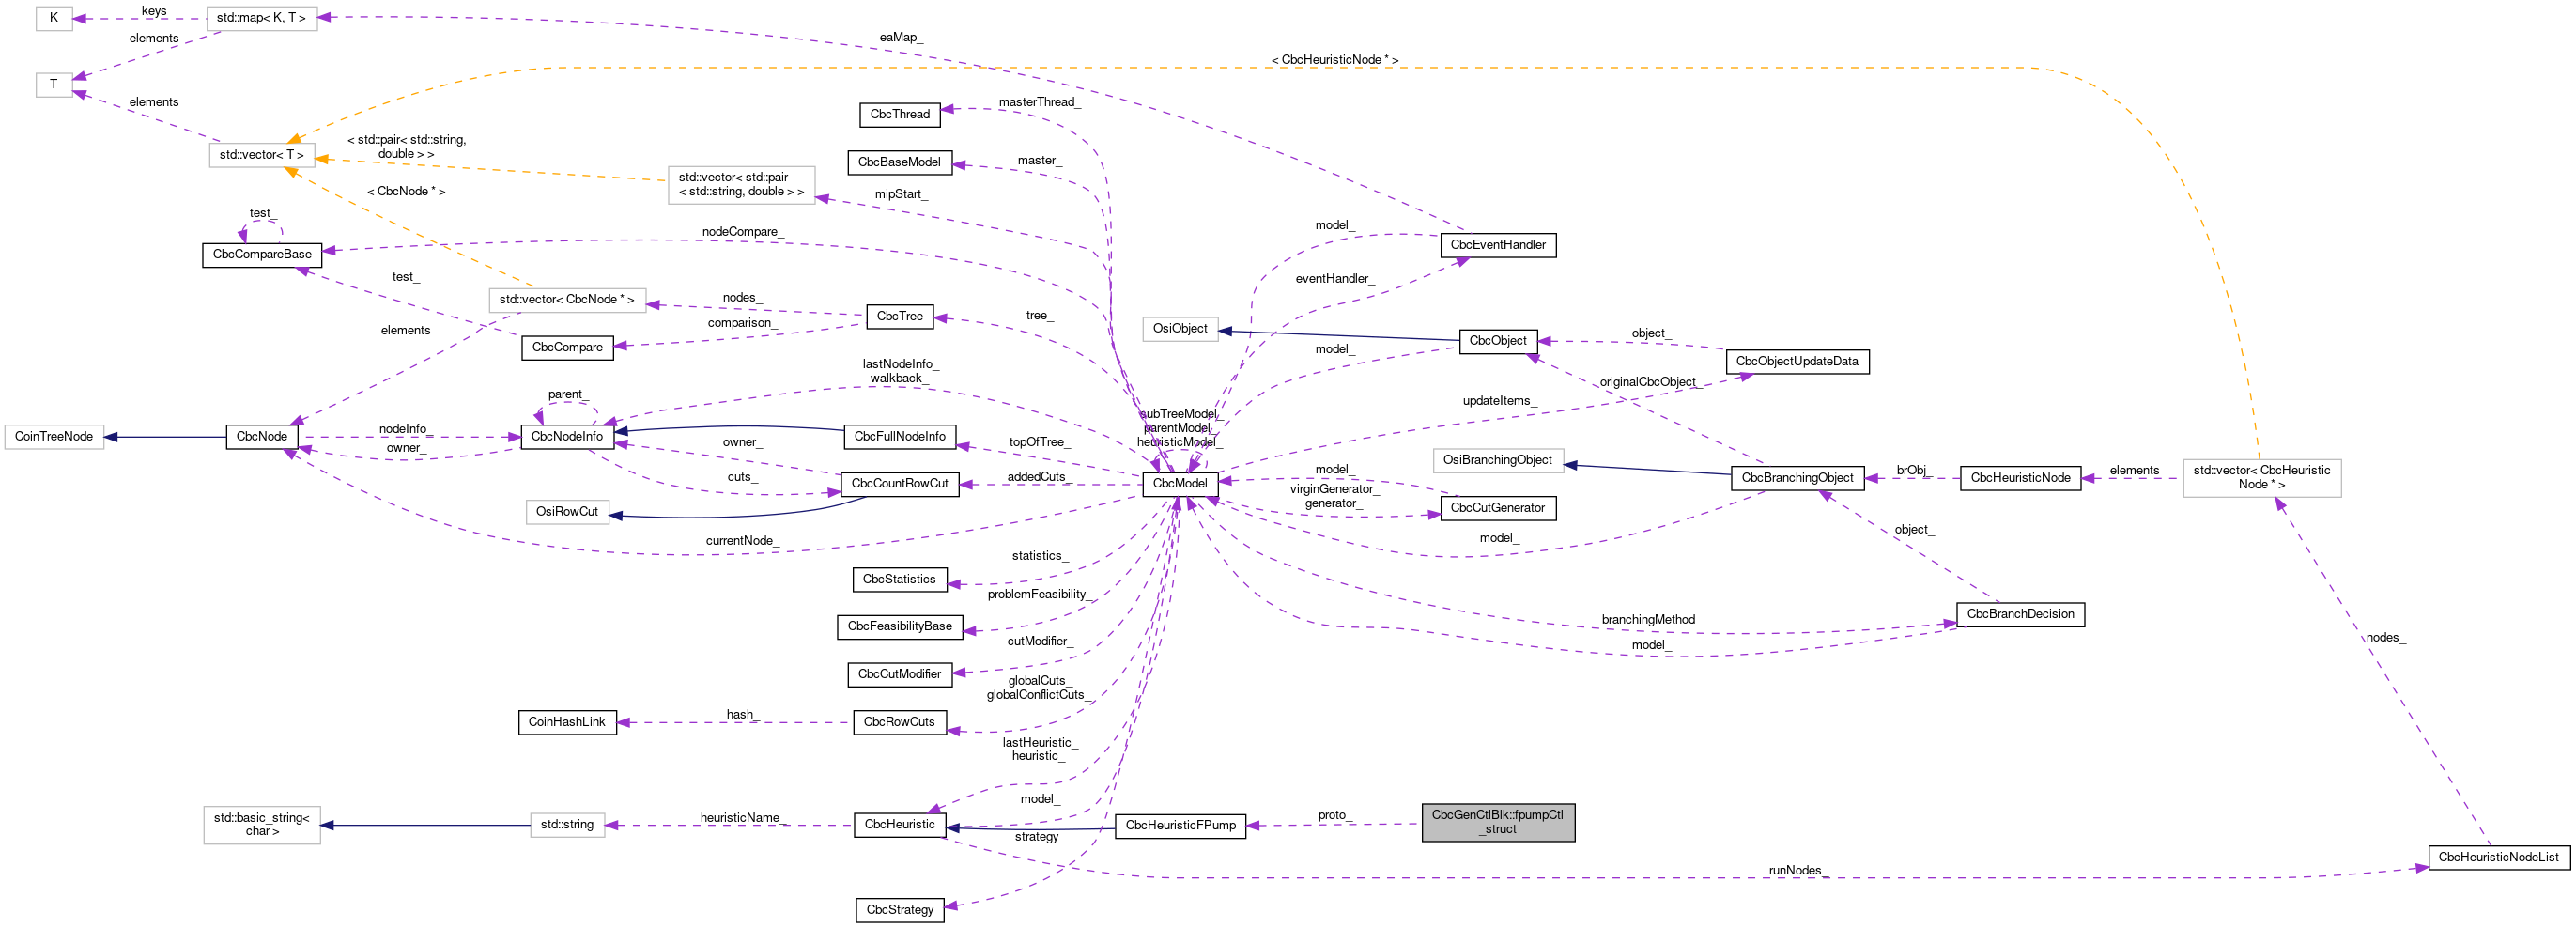 K
keys
std::map< K, T >
elements
eaMap_
< CbcHeuristicNode * >
T
elements
masterThread_
CbcThread
< std::pair< std::string,
double > >
std::vector< T >
master_
CbcBaseModel
std::vector< std::pair
< std::string, double > >
mipStart_
< CbcNode * >
test_
nodeCompare_
CbcCompareBase
model_
CbcEventHandler
test_
eventHandler_
std::vector< CbcNode * >
nodes_
CbcTree
tree_
comparison_
elements
CbcCompare
OsiObject
CbcObject
object_
model_
CbcObjectUpdateData
lastNodeInfo_
walkback_
originalCbcObject_
updateItems_
parent_
subTreeModel_
parentModel_
heuristicModel_
CoinTreeNode
CbcNode
nodeInfo_
owner_
CbcNodeInfo
owner_
CbcFullNodeInfo
topOfTree_
cuts_
CbcCountRowCut
addedCuts_
CbcModel
model_
virginGenerator_
generator_
CbcCutGenerator
OsiBranchingObject
CbcBranchingObject
brObj_
CbcHeuristicNode
elements
std::vector< CbcHeuristic
Node * >
OsiRowCut
currentNode_
model_
object_
statistics_
CbcStatistics
problemFeasibility_
CbcFeasibilityBase
branchingMethod_
CbcBranchDecision
model_
nodes_
cutModifier_
CbcCutModifier
globalCuts_
globalConflictCuts_
CoinHashLink
hash_
CbcRowCuts
lastHeuristic_
heuristic_
model_
std::basic_string<
char >
std::string
heuristicName_
CbcHeuristic
strategy_
CbcHeuristicFPump
proto_
CbcGenCtlBlk::fpumpCtl
_struct
runNodes_
CbcHeuristicNodeList
CbcStrategy